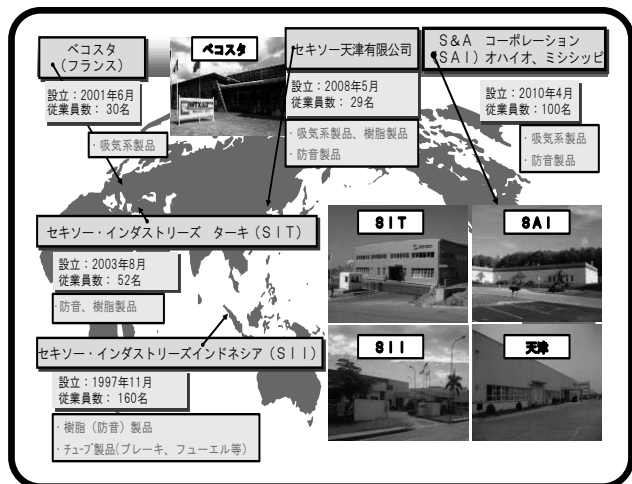 ペコスタ
（フランス）
設立：2001年6月
従業員数： 30名
・吸気系製品
ペコスタ
セキソー天津有限公司
設立：2008年5月
従業員数： 29名
・吸気系製品、樹脂製品
・防音製品
S＆A コーポレーション
(SAI) オハイオ、ミシシッピ
設立：2010年4月
従業員数：100名
・吸気系製品
・防音製品
セキソー・インダストリーズ ターキ（SIT）
設立：2003年8月
従業員数： 52名
・防音、樹脂製品
セキソー・インダストリーズインドネシア（SII）
設立：1997年11月
従業員数： 160名
・樹脂（防音）製品
・チューブ製品(ブレーキ、フューエル等）
SIT
SAI
SII
天津